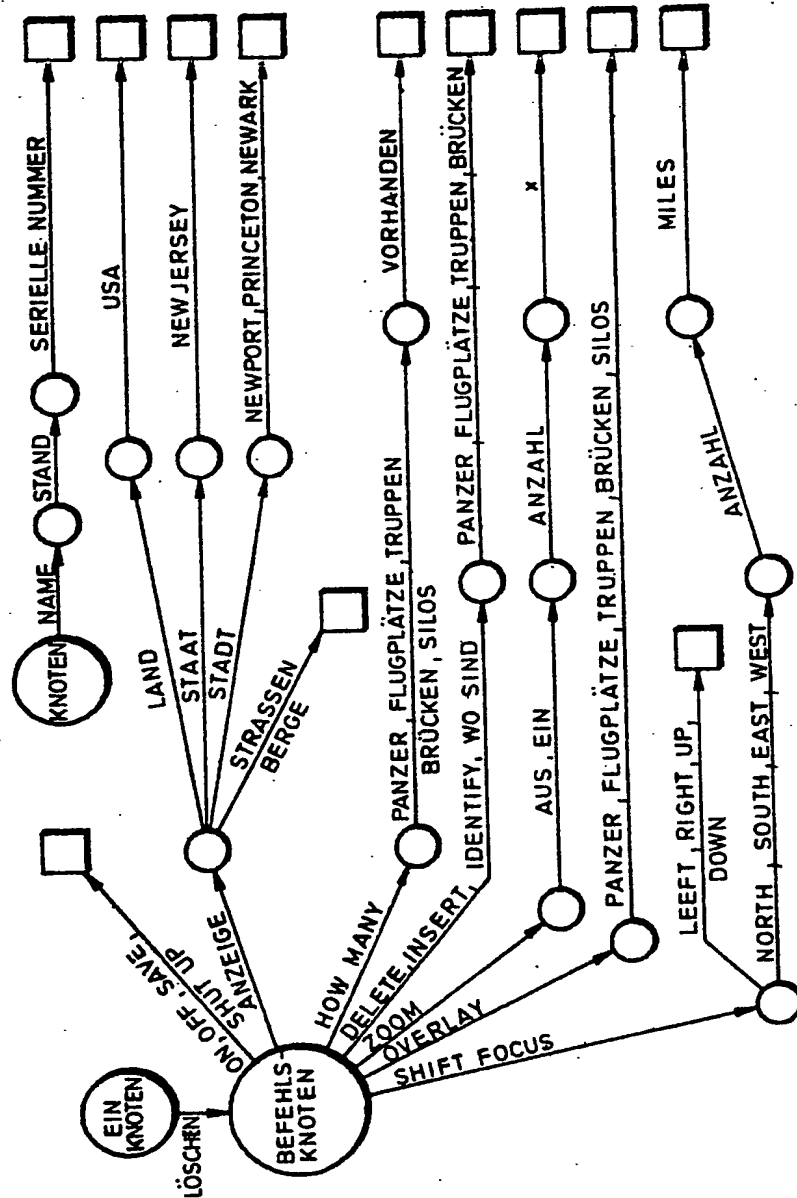 KNOTEN
NAME
STAND
SERIELLE NUMMER
EIN
KNOTEN
LÖSCHEN
BEFEHLS-
KNOTEN
ON, OFF, SAVE,
SHUT UP
ANZEIGE
LAND
USA
STAAT
NEW JERSEY
STADT
NEWPORT, PRINCETON, NEWARK
STRASSEN
BERGE
HOW MANY
PANZER, FLUGPLÄTZE, TRUPPEN
BRÜCKEN, SILOS
VORHANDEN
DELETE, INSERT, IDENTIFY, WO SIND
PANZER, FLUGPLÄTZE, TRUPPEN, BRÜCKEN
ZOOM
AUS, EIN
ANZAHL
x
OVERLAY
PANZER, FLUGPLÄTZE, TRUPPEN, BRÜCKEN, SILOS
SHIFT FOCUS
LEEFT, RIGHT, UP,
DOWN
NORTH, SOUTH, EAST, WEST
ANZAHL
MILES